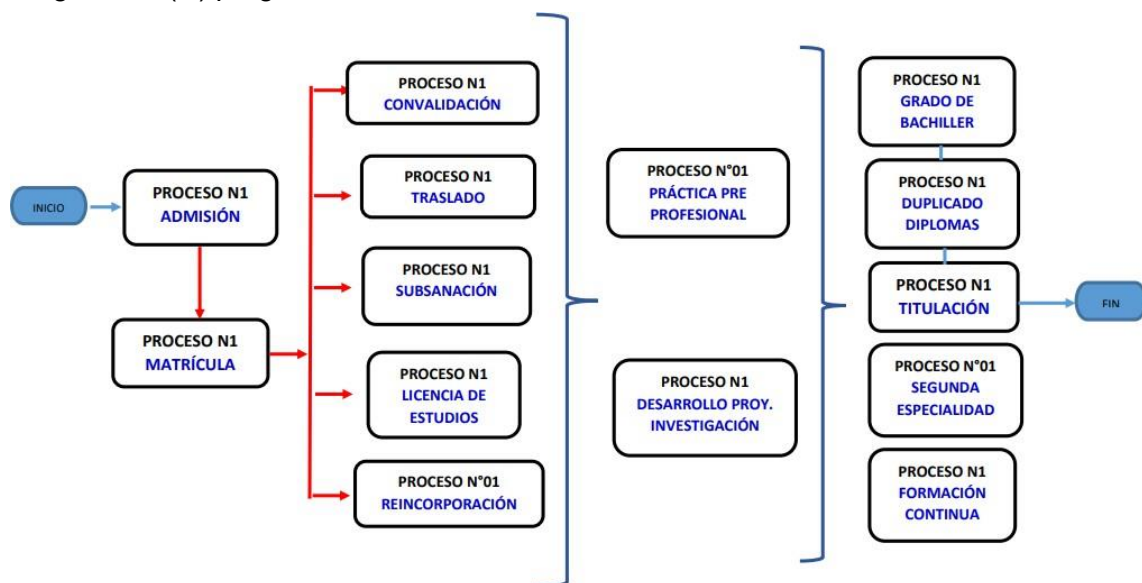 INICIO
PROCESO N1
ADMISIÓN
PROCESO N1
MATRÍCULA
PROCESO N1
CONVALIDACIÓN
PROCESO N1
TRASLADO
PROCESO N1
SUBSANACIÓN
PROCESO N1
LICENCIA DE
ESTUDIOS
PROCESO N°01
REINCORPORACIÓN
PROCESO N°01
PRÁCTICA PRE
PROFESIONAL
PROCESO N1
DESARROLLO PROY.
INVESTIGACIÓN
PROCESO N1
GRADO DE
BACHILLER
PROCESO N1
DUPLICADO
DIPLOMAS
PROCESO N1
TITULACIÓN
PROCESO N°01
SEGUNDA
ESPECIALIDAD
PROCESO N1
FORMACIÓN
CONTINUA
FIN